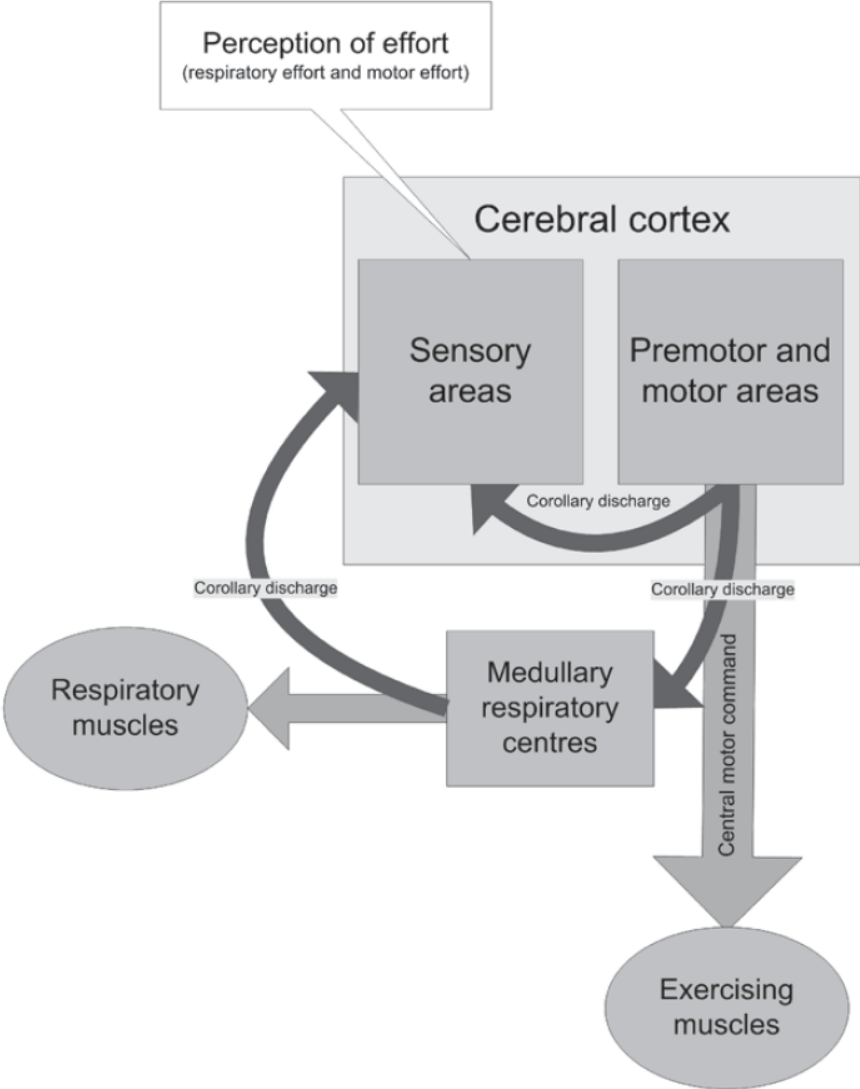 Perception of effort
(respiratory effort and motor effort)
Cerebral cortex
Sensory
areas
Premotor and
motor areas
Corollary discharge
Corollary discharge
Corollary discharge
Respiratory
muscles
Medullary
respiratory
centres
Central motor command
Exercising
muscles